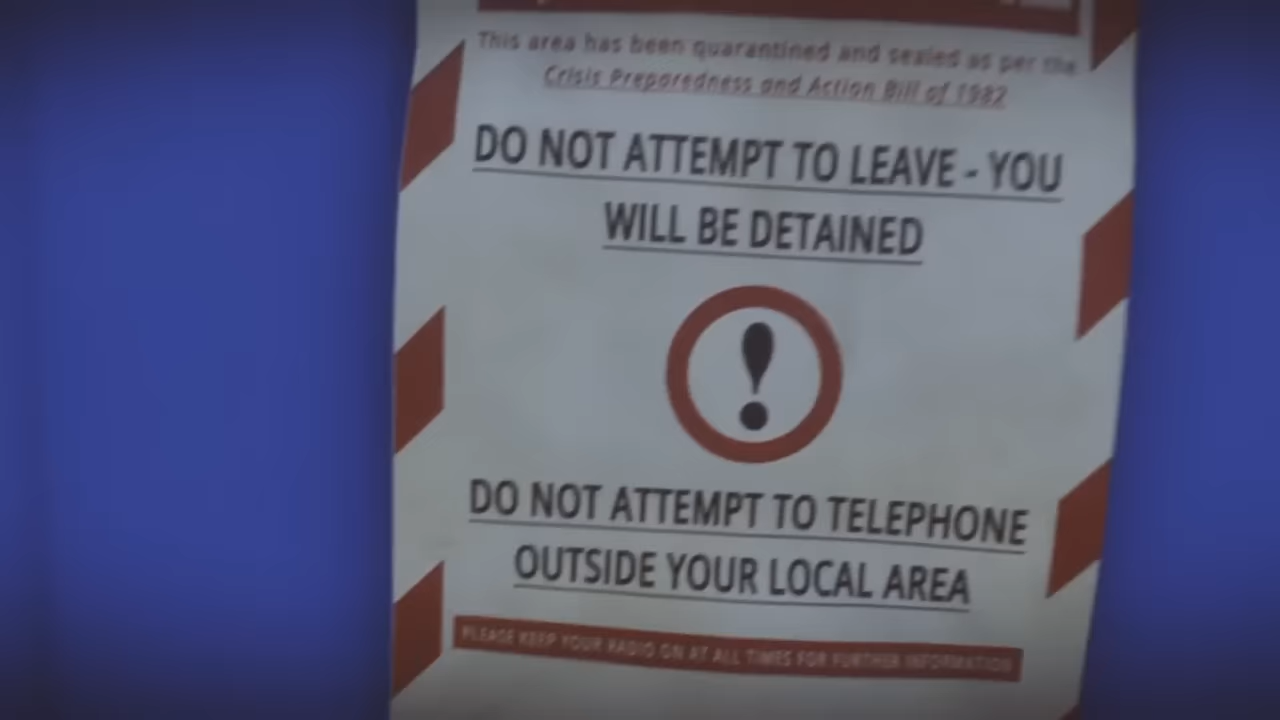 This area has been quarantined and sealed as per the
Crisis Preparedness and Action Bill of 1982
DO NOT ATTEMPT TO LEAVE - YOU
WILL BE DETAINED
DO NOT ATTEMPT TO TELEPHONE
OUTSIDE YOUR LOCAL AREA
PLEASE KEEP YOUR RADIO ON AT ALL TIMES FOR FURTHER INFORMATION